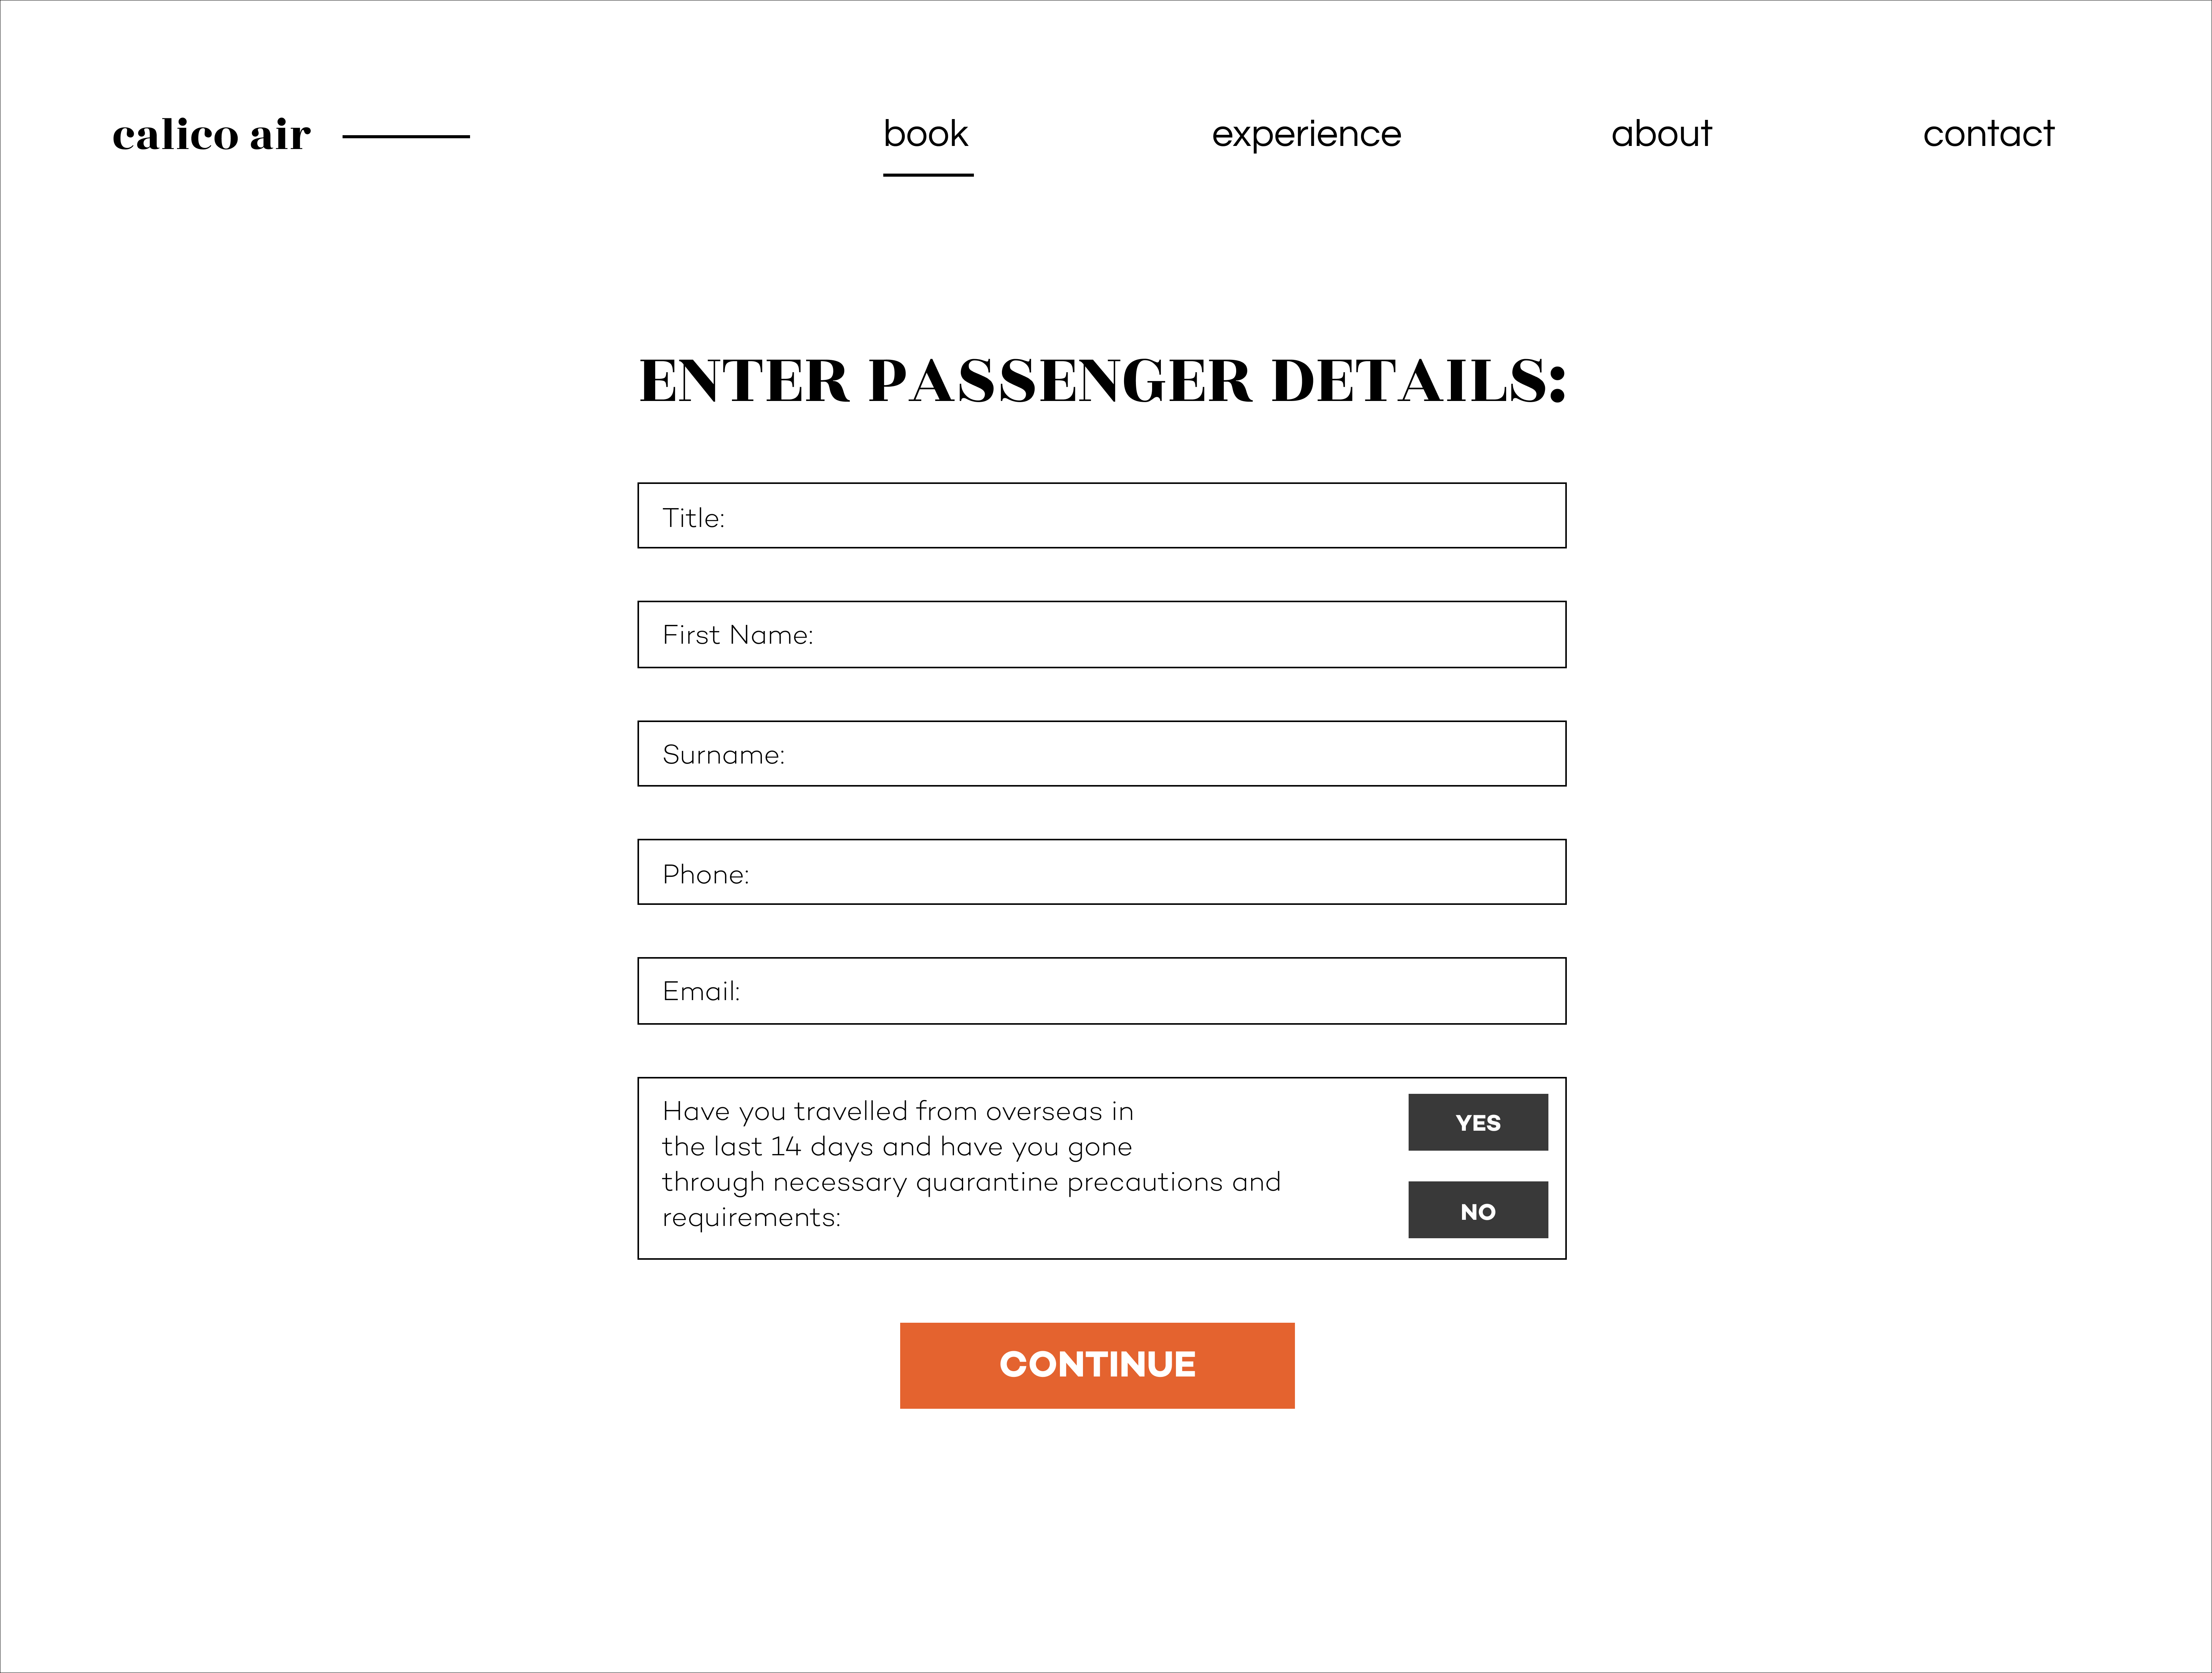 calico air
book
experience
about
contact
ENTER PASSENGER DETAILS:
Title:
First Name:
Surname:
Phone:
Email:
Have you travelled from overseas in
the last 14 days and have you gone
through necessary quarantine precautions and
requirements:
YES
NO
CONTINUE